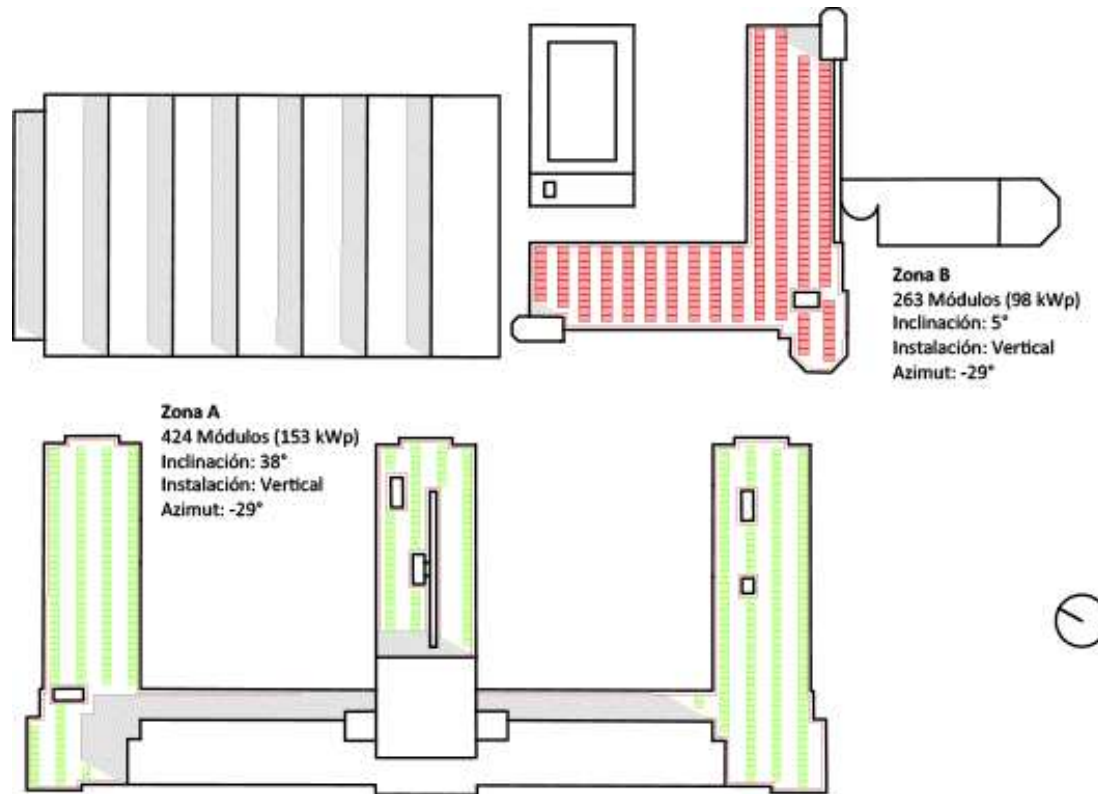 Zona B
263 Módulos (98 kWp)
Inclinación: 5°
Instalación: Vertical
Azimut: -29°
Zona A
424 Módulos (153 kWp)
Inclinación: 38°
Instalación: Vertical
Azimut: -29°